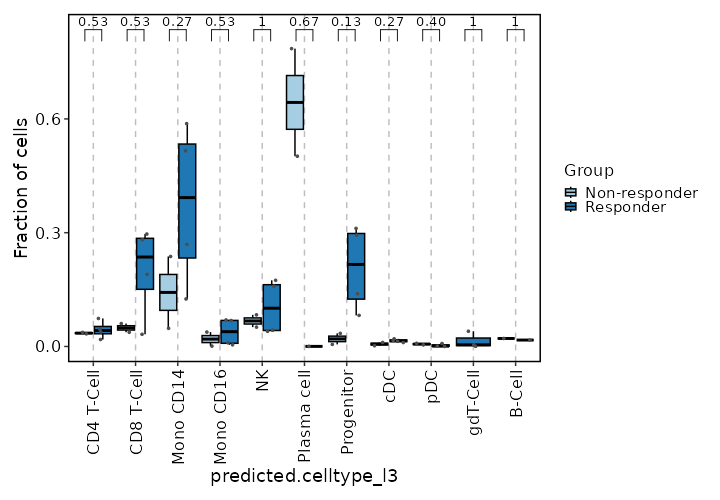 0.53 0.53 0.27 0.53 1 0.67 0.13 0.27 0.40 1 1
Fraction of cells
0.6
0.3
0.0
CD4 T-Cell
CD8 T-Cell
Mono CD14
Mono CD16
NK
Plasma cell
Progenitor
cDC
pDC
gdT-Cell
B-Cell
predicted.celltype_l3
Group
Non-responder
Responder